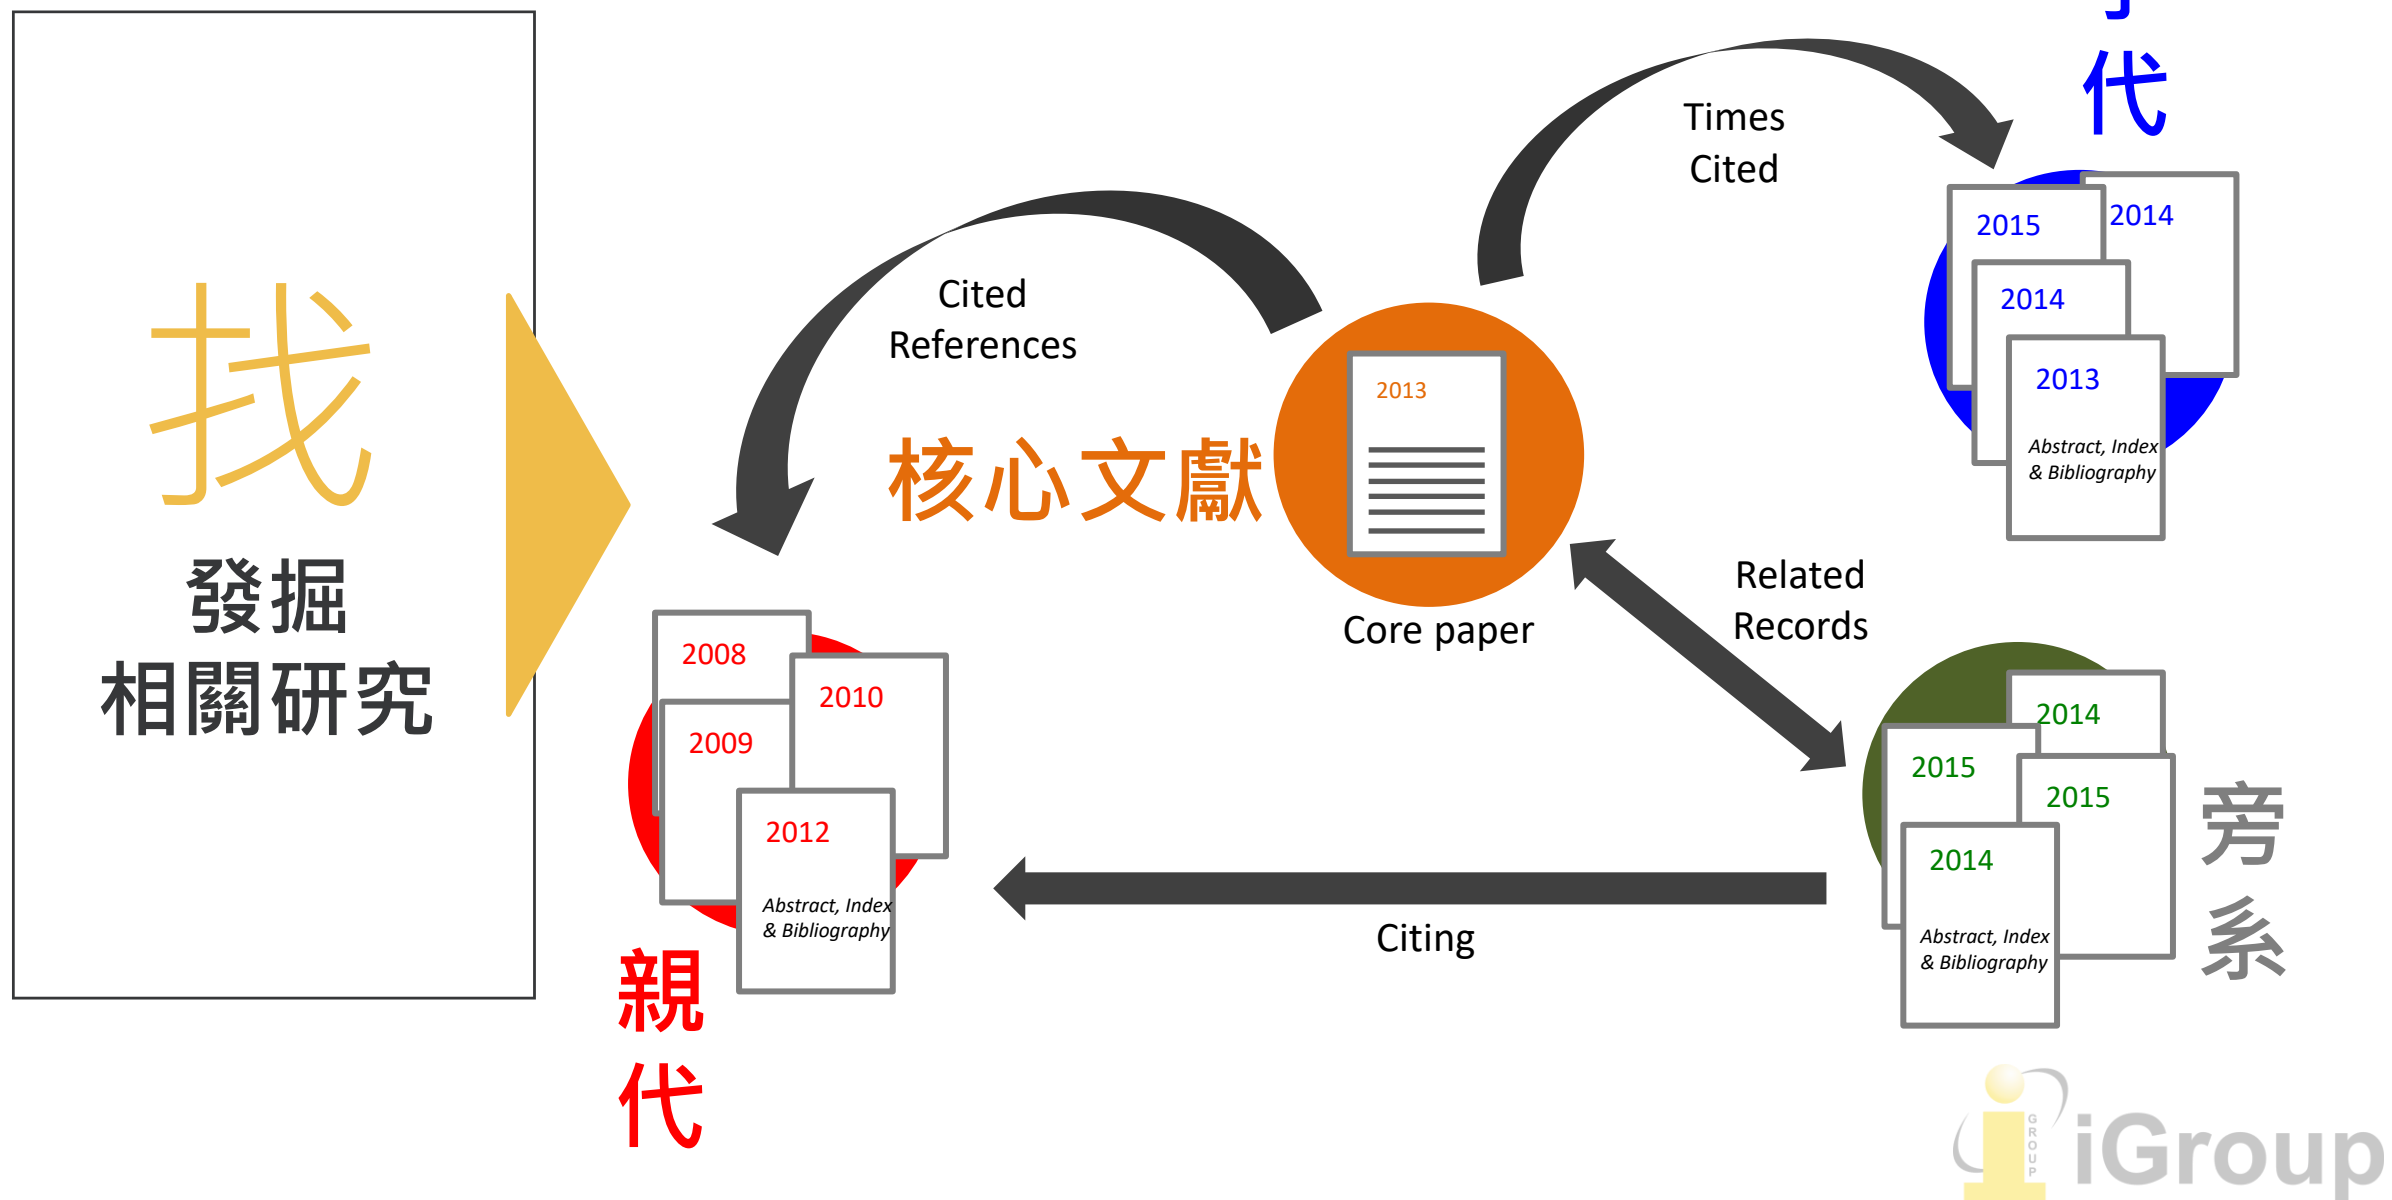 找
發掘
相關研究
Cited
References
Times
Cited
代
2015
2014
2014
2013
Abstract, Index
& Bibliography
核心文獻
2013
Core paper
Related
Records
2008
2010
2009
2012
Abstract, Index
& Bibliography
親
代
Citing
2014
2015
2015
2014
Abstract, Index
& Bibliography
旁
系
GROUP
iGroup